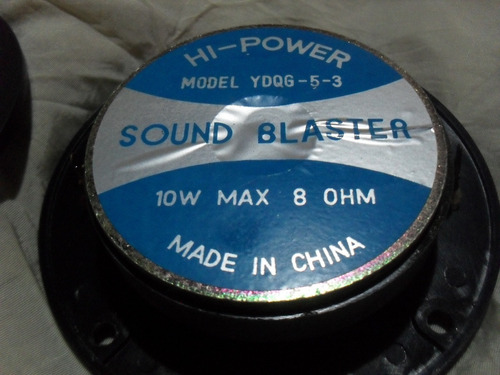 HI-POWER
MODEL YDQG-5-3
SOUND BLASTER
10W MAX 8 OHM
MADE IN CHINA